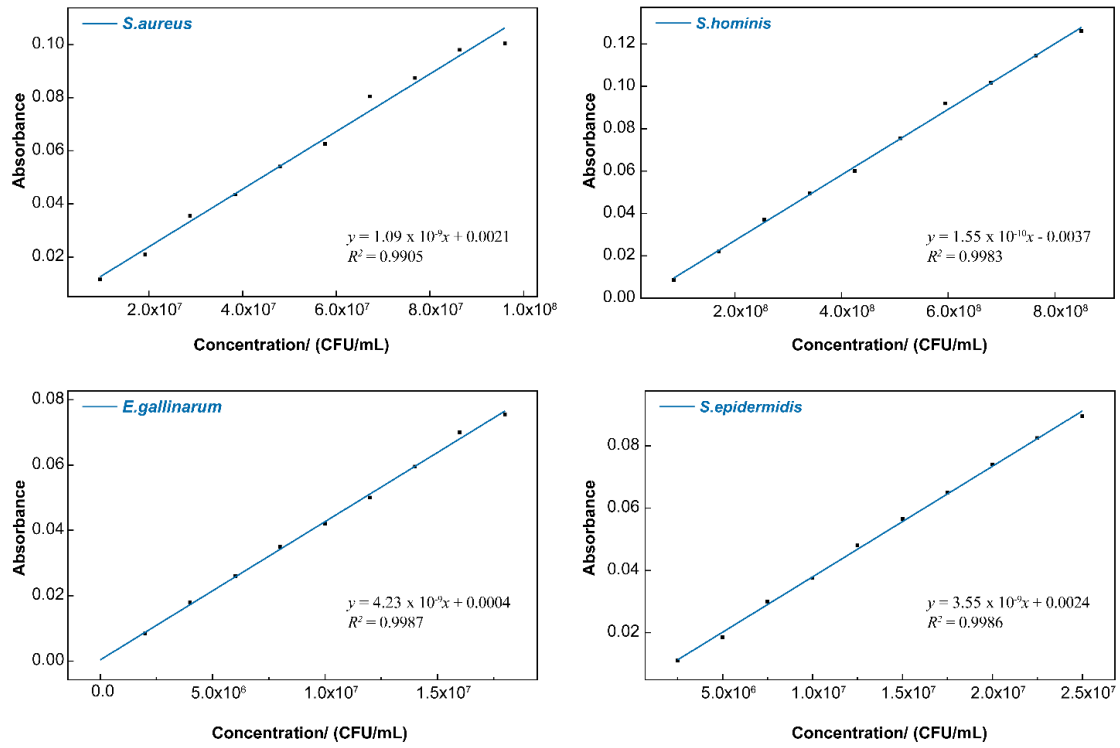 S.aureus
0.10
0.08
0.06
0.04
0.02
Absorbance
y = 1.09 x 10⁻⁹x + 0.0021
R² = 0.9905
2.0x10⁷ 4.0x10⁷ 6.0x10⁷ 8.0x10⁷ 1.0x10⁸
Concentration/ (CFU/mL)
S.hominis
0.12
0.09
0.06
0.03
0.00
Absorbance
y = 1.55 x 10⁻¹⁰x - 0.0037
R² = 0.9983
2.0x10⁸ 4.0x10⁸ 6.0x10⁸ 8.0x10⁸
Concentration/ (CFU/mL)
E.gallinarum
0.08
0.06
0.04
0.02
0.00
Absorbance
y = 4.23 x 10⁻⁹x + 0.0004
R² = 0.9987
0.0 5.0x10⁶ 1.0x10⁷ 1.5x10⁷
Concentration/ (CFU/mL)
S.epidermidis
0.08
0.06
0.04
0.02
Absorbance
y = 3.55 x 10⁻⁹x + 0.0024
R² = 0.9986
5.0x10⁶ 1.0x10⁷ 1.5x10⁷ 2.0x10⁷ 2.5x10⁷
Concentration/ (CFU/mL)